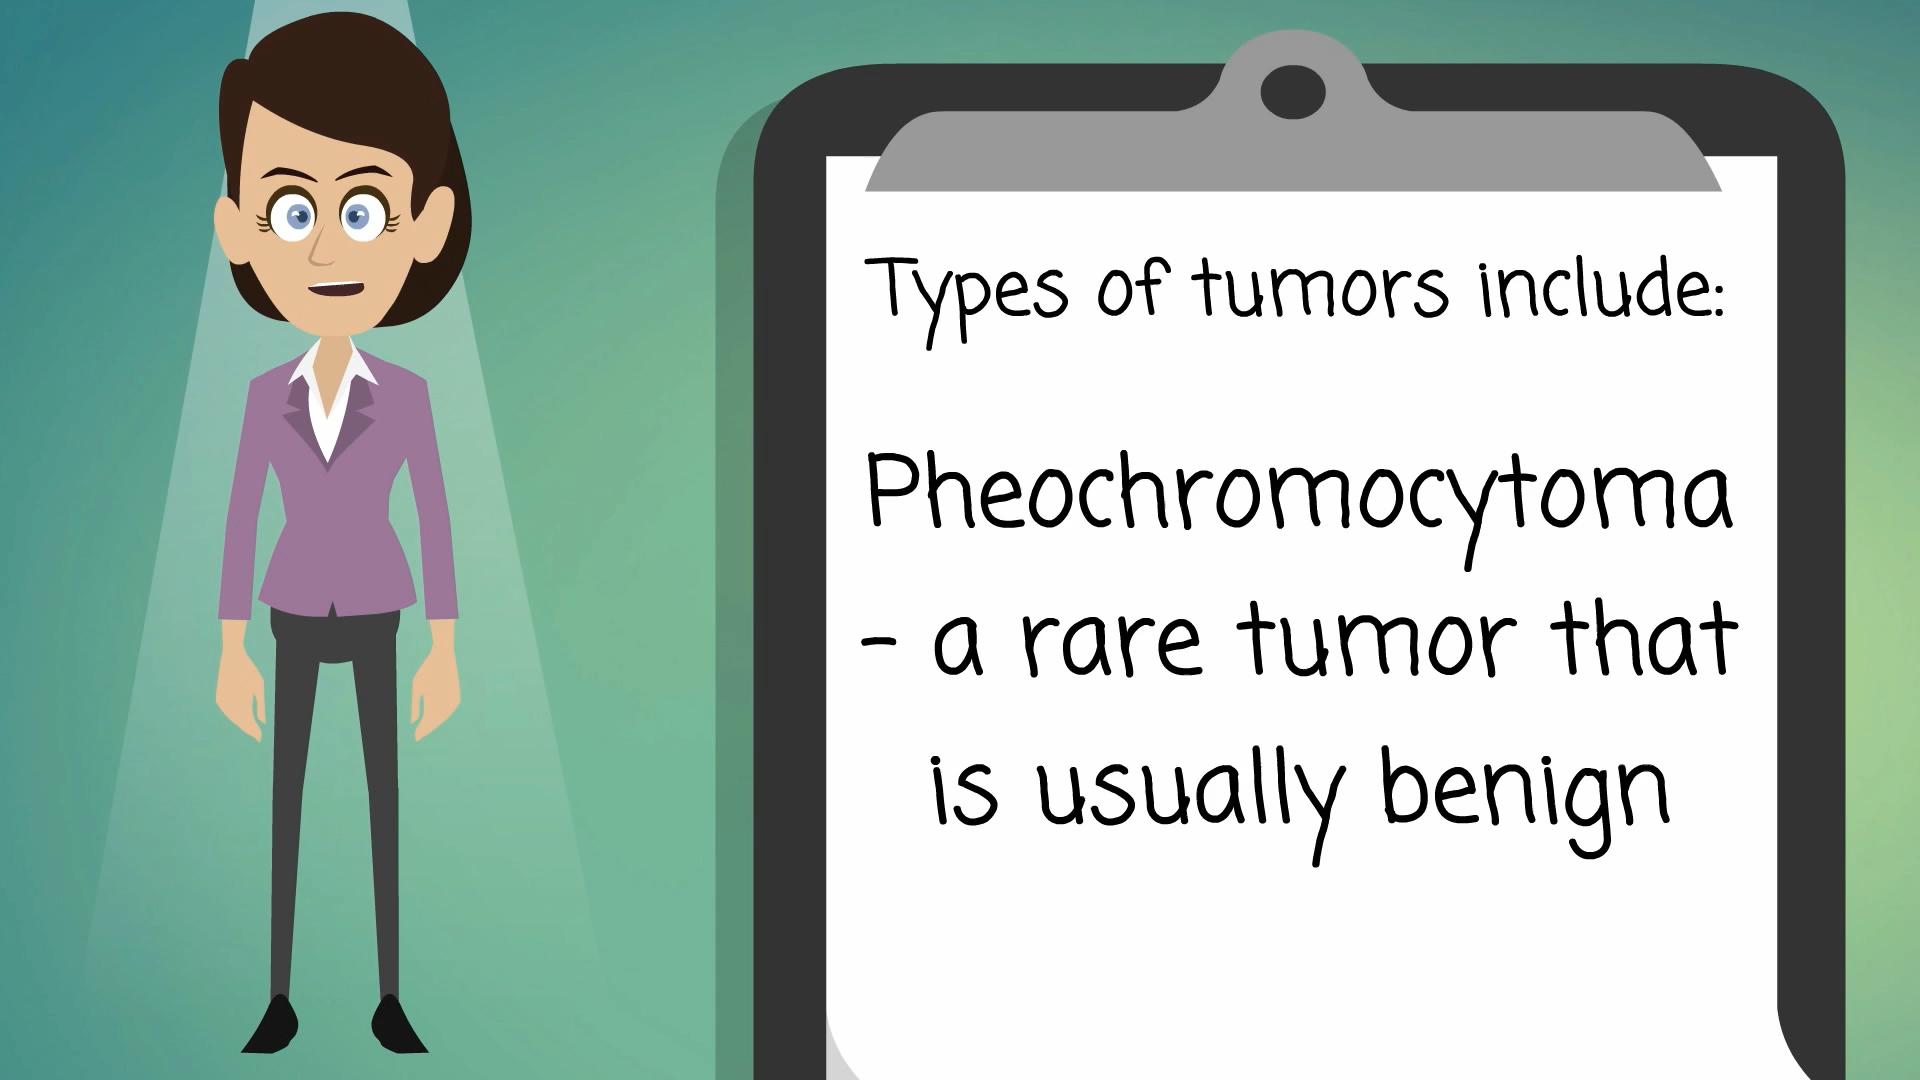 Types of tumors include:
Pheochromocytoma
- a rare tumor that
is usually benign